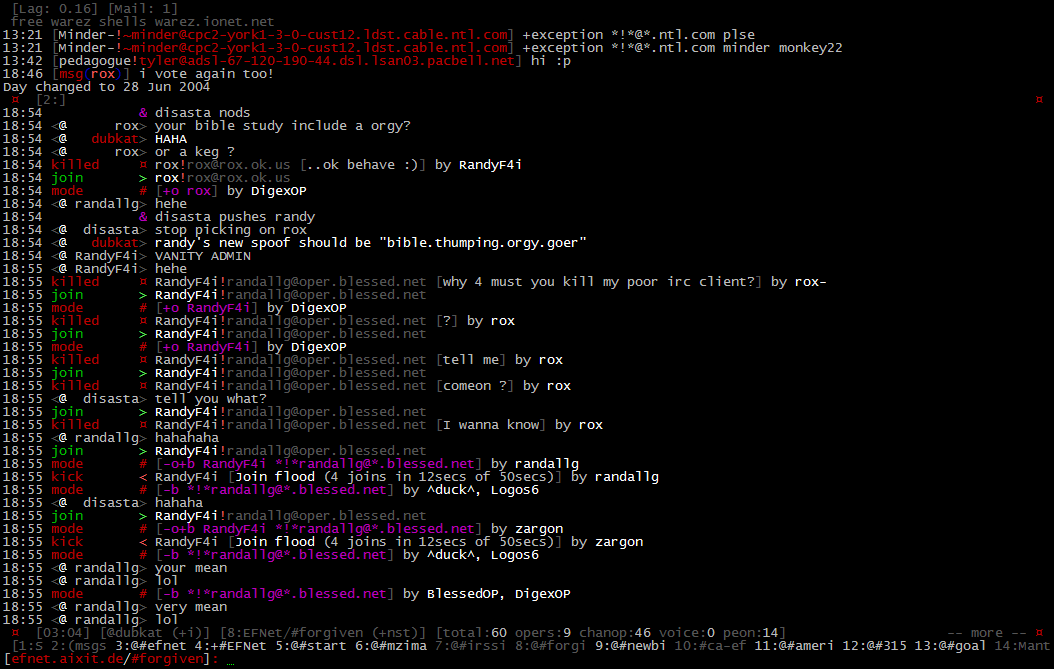 [Lag: 0.16] [Mail: 1]
free warez shells warez.ionet.net
13:21 [Minder-!~minder@cpc2-york1-3-0-cust12.ldst.cable.ntl.com] +exception *!*@*.ntl.com plse
13:21 [Minder-!~minder@cpc2-york1-3-0-cust12.ldst.cable.ntl.com] +exception *!*@*.ntl.com minder monkey22
13:42 [pedagogue!tyler@adsl-67-120-190-44.dsl.lsan03.pacbell.net] hi :p
18:46 [msg(rox)] i vote again too!
Day changed to 28 Jun 2004
¤ [2:] ¤
18:54 & disasta nods
18:54 <@ rox> your bible study include a orgy?
18:54 <@ dubkat> HAHA
18:54 <@ rox> or a keg ?
18:54 killed ¤ rox!rox@rox.ok.us [..ok behave :)] by RandyF4i
18:54 join > rox!rox@rox.ok.us
18:54 mode # [+o rox] by DigexOP
18:54 <@ randallg> hehe
18:54 & disasta pushes randy
18:54 <@ disasta> stop picking on rox
18:54 <@ dubkat> randy's new spoof should be "bible.thumping.orgy.goer"
18:54 <@ RandyF4i> VANITY ADMIN
18:55 <@ RandyF4i> hehe
18:55 killed ¤ RandyF4i!randallg@oper.blessed.net [why 4 must you kill my poor irc client?] by rox-
18:55 join > RandyF4i!randallg@oper.blessed.net
18:55 mode # [+o RandyF4i] by DigexOP
18:55 killed ¤ RandyF4i!randallg@oper.blessed.net [?] by rox
18:55 join > RandyF4i!randallg@oper.blessed.net
18:55 mode # [+o RandyF4i] by DigexOP
18:55 killed ¤ RandyF4i!randallg@oper.blessed.net [tell me] by rox
18:55 join > RandyF4i!randallg@oper.blessed.net
18:55 killed ¤ RandyF4i!randallg@oper.blessed.net [comeon ?] by rox
18:55 <@ disasta> tell you what?
18:55 join > RandyF4i!randallg@oper.blessed.net
18:55 killed ¤ RandyF4i!randallg@oper.blessed.net [I wanna know] by rox
18:55 <@ randallg> hahahaha
18:55 join > RandyF4i!randallg@oper.blessed.net
18:55 mode # [-o+b RandyF4i *!*randallg@*.blessed.net] by randallg
18:55 kick < RandyF4i [Join flood (4 joins in 12secs of 50secs)] by randallg
18:55 mode # [-b *!*randallg@*.blessed.net] by ^duck^, Logos6
18:55 <@ disasta> hahaha
18:55 join > RandyF4i!randallg@oper.blessed.net
18:55 mode # [-o+b RandyF4i *!*randallg@*.blessed.net] by zargon
18:55 kick < RandyF4i [Join flood (4 joins in 12secs of 50secs)] by zargon
18:55 mode # [-b *!*randallg@*.blessed.net] by ^duck^, Logos6
18:55 <@ randallg> your mean
18:55 <@ randallg> lol
18:55 mode # [-b *!*randallg@*.blessed.net] by BlessedOP, DigexOP
18:55 <@ randallg> very mean
18:55 <@ randallg> lol
¤ [03:04] [@dubkat (+i)] [8:EFNet/#forgiven (+nst)] [total:60 opers:9 chanop:46 voice:0 peon:14] -- more -- ¤
[1:S 2:(msgs 3:@#efnet 4:+#EFNet 5:@#start 6:@#mzima 7:@#irssi 8:@#forgi 9:@#newbi 10:#ca-ef 11:@#ameri 12:@#315 13:@#goal 14:Mant
[efnet.aixit.de/#forgiven]: _